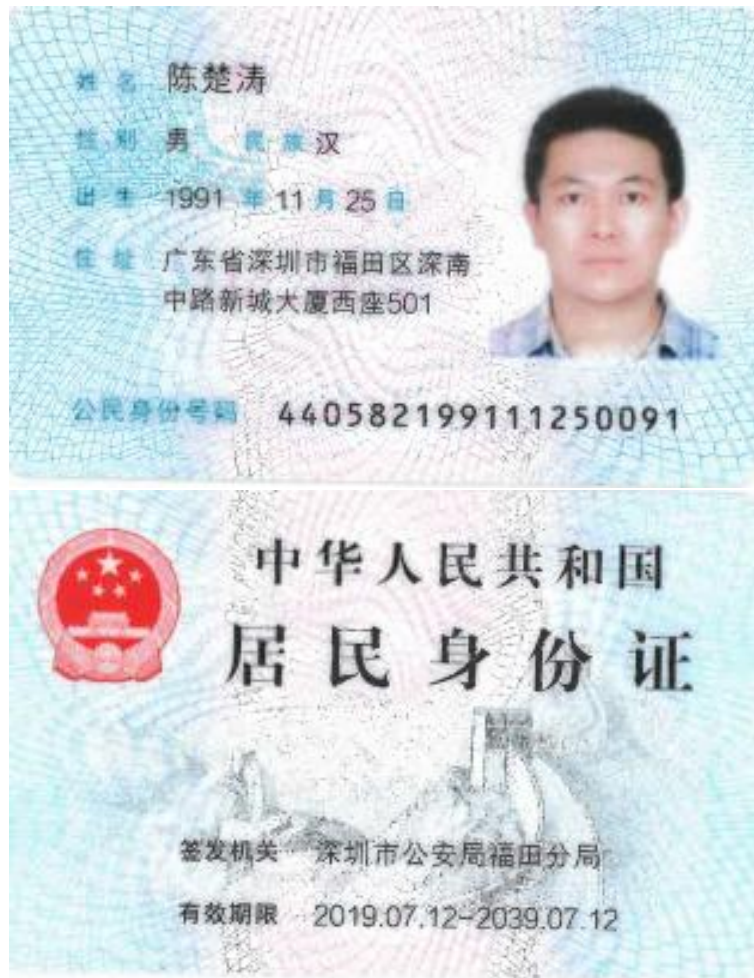 姓名 陈楚涛
性别 男 民族 汉
出生 1991 年 11 月 25 日
住址 广东省深圳市福田区深南
中路新城大厦西座501
公民身份号码 440582199111250091
中华人民共和国
居民身份证
签发机关 深圳市公安局福田分局
有效期限 2019.07.12-2039.07.12